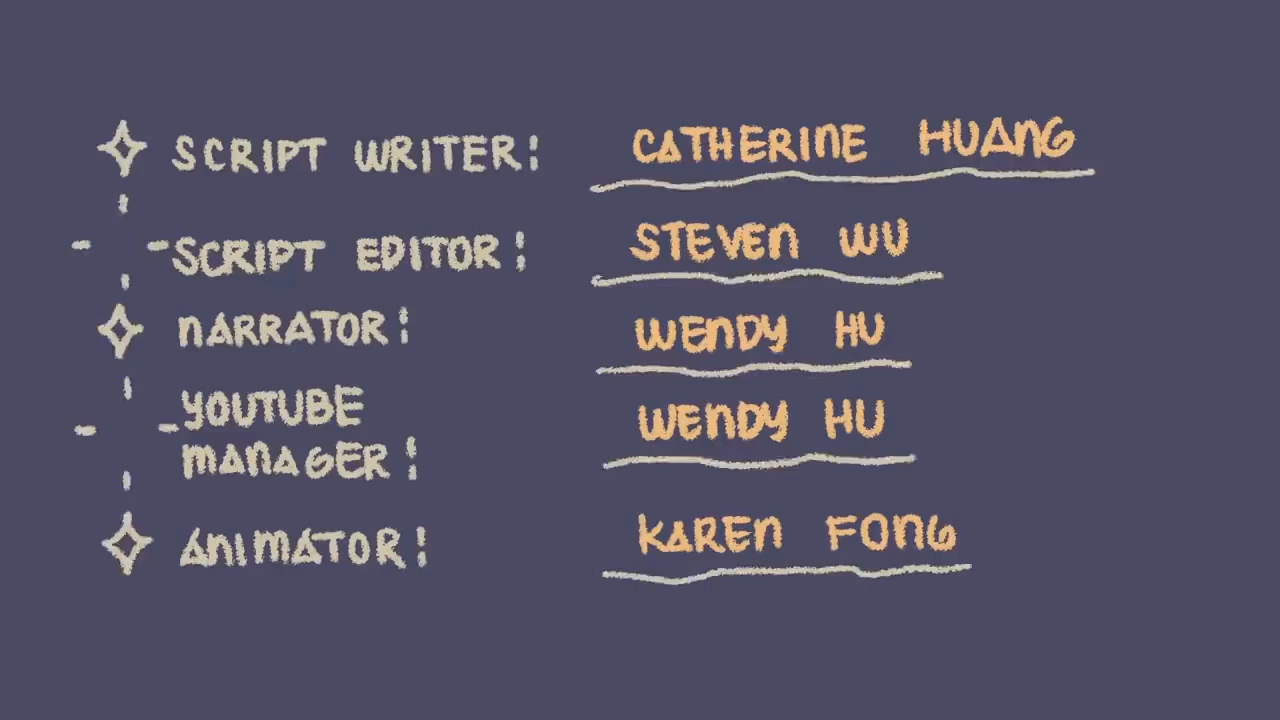 SCRIPT WRITER: CATHERINE HUANG
SCRIPT EDITOR: STEVEN WU
NARRATOR: WENDY HU
YOUTUBE
MANAGER: WENDY HU
ANIMATOR: KAREN FONG